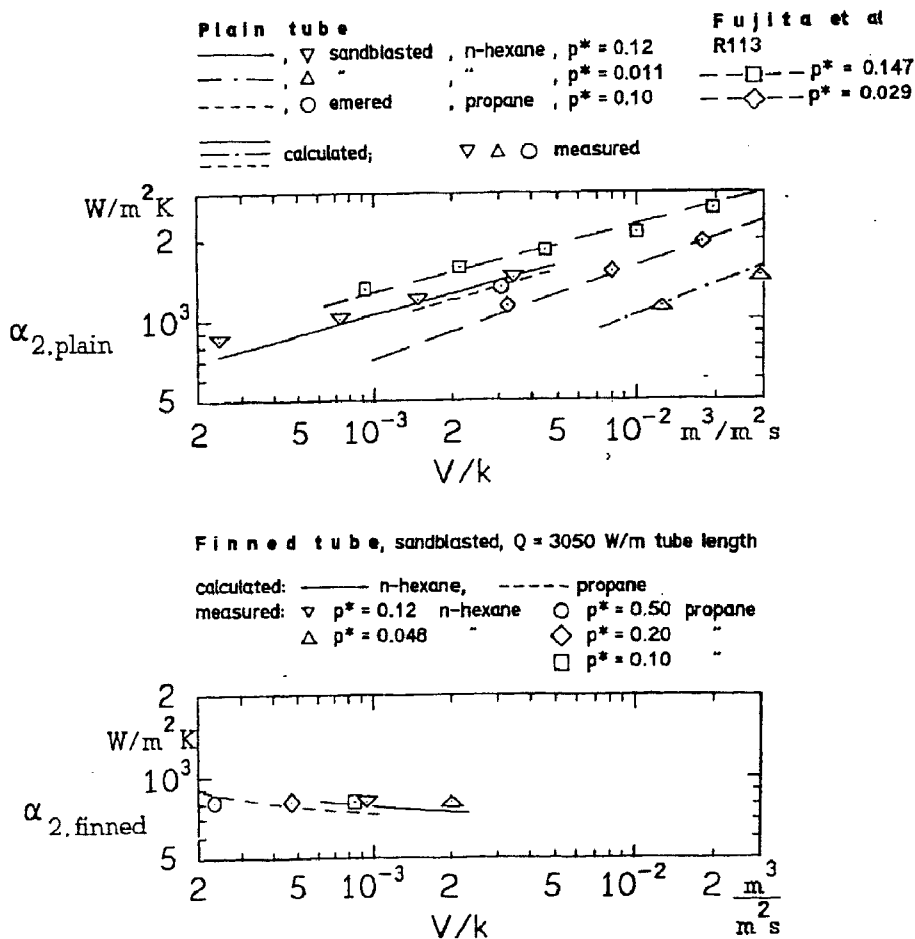 Plain tube
, ▽ sandblasted , n-hexane , p* = 0.12
, △ " , " , p* = 0.011
, ○ emered , propane , p* = 0.10
Fujita et al
R113
—□— p* = 0.147
—◇— p* = 0.029
calculated; ▽ △ ○ measured
W/m²K
2
10³
5
α₂,plain
2 5 10⁻³ 2 5 10⁻² m³/m²s
V/k
Finned tube, sandblasted, Q = 3050 W/m tube length
calculated: n-hexane, propane
measured: ▽ p* = 0.12 n-hexane ○ p* = 0.50 propane
△ p* = 0.048 " ◇ p* = 0.20 "
□ p* = 0.10 "
2
W/m²K
10³
α₂,finned
5
2 5 10⁻³ 2 5 10⁻² 2 m³/m²s
V/k